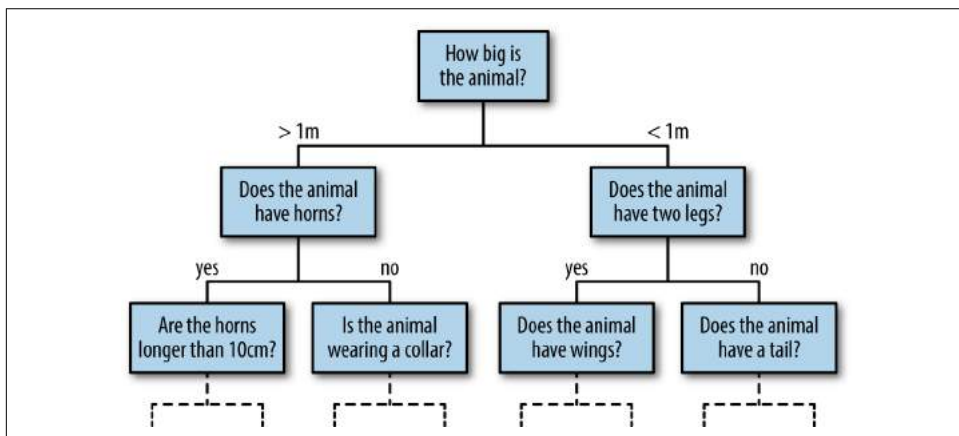 How big is
the animal?
> 1m
< 1m
Does the animal
have horns?
Does the animal
have two legs?
yes
no
yes
no
Are the horns
longer than 10cm?
Is the animal
wearing a collar?
Does the animal
have wings?
Does the animal
have a tail?